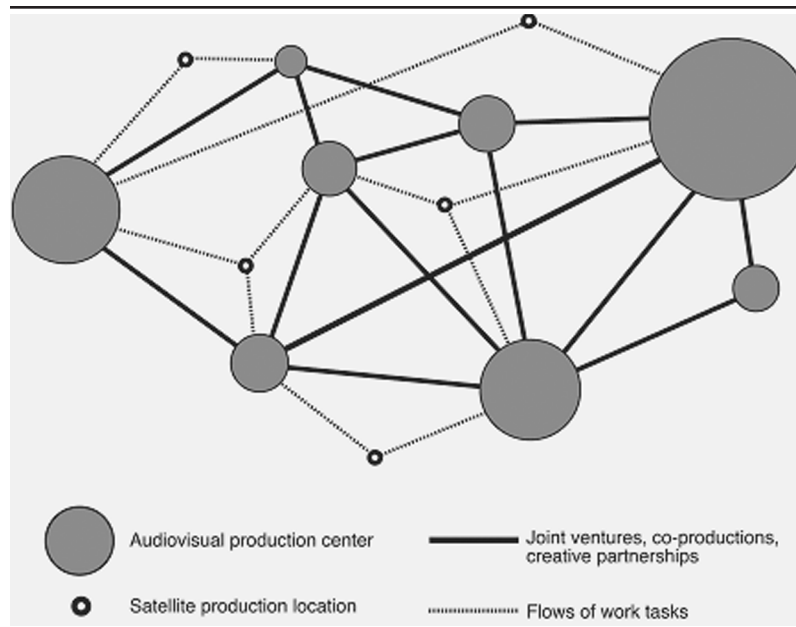 Audiovisual production center
Joint ventures, co-productions,
creative partnerships
Satellite production location
Flows of work tasks